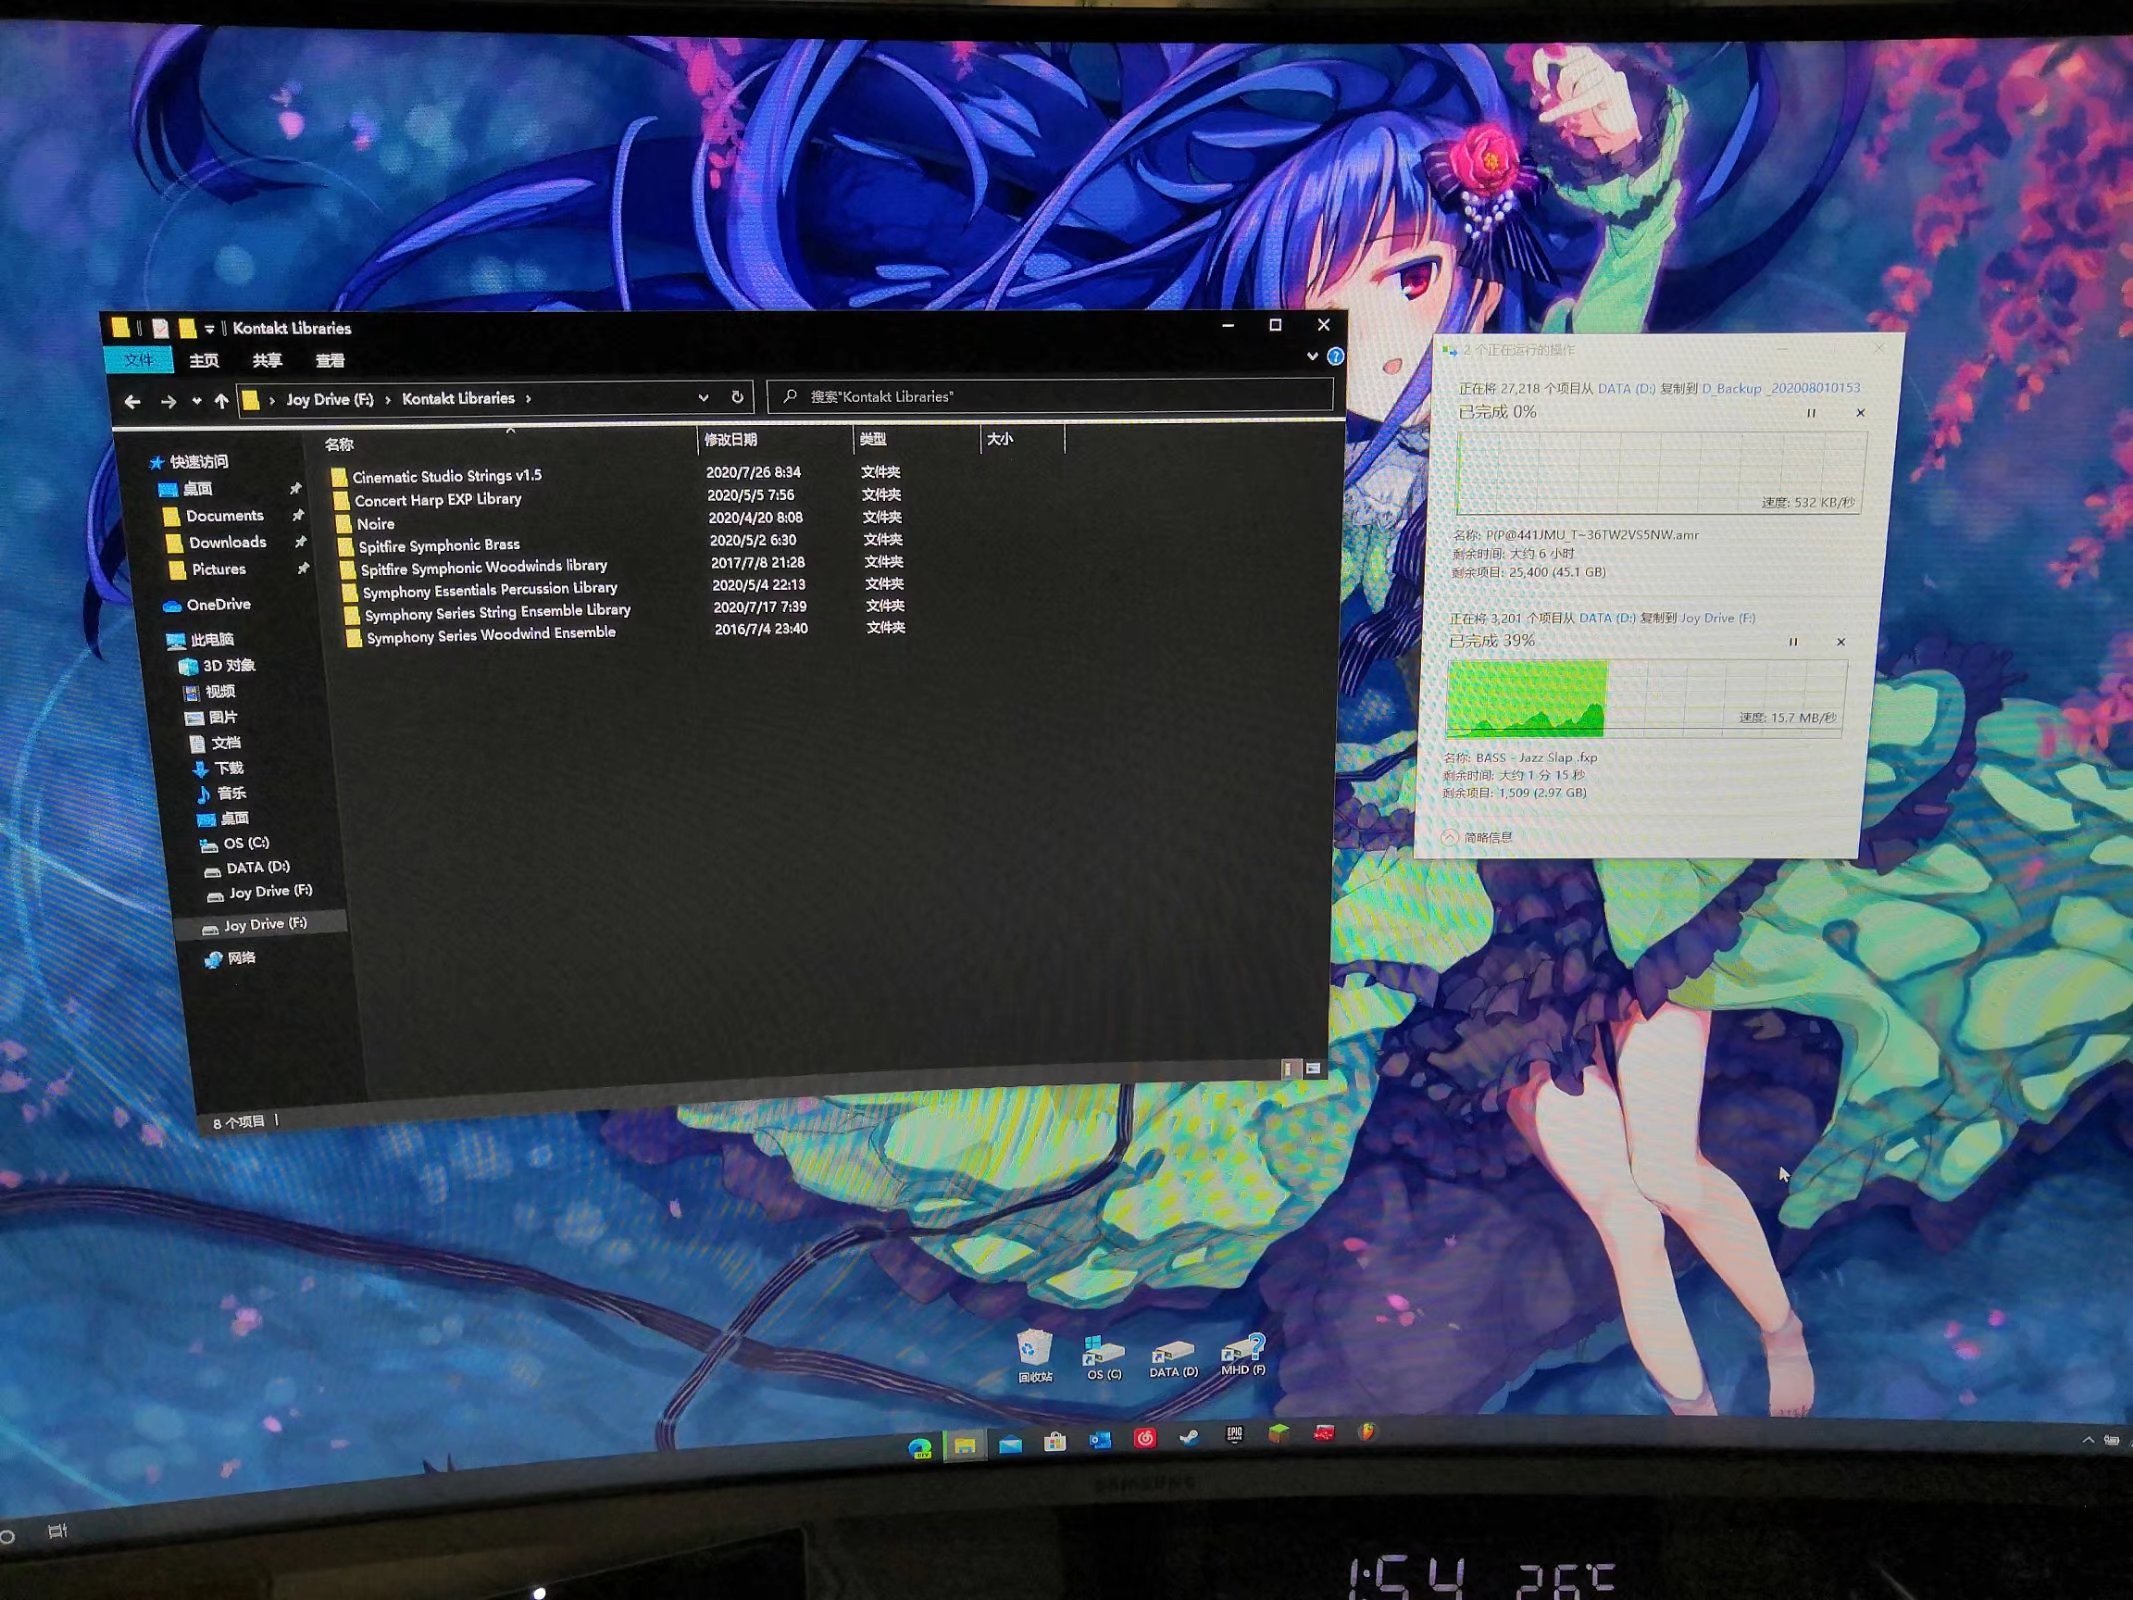 Kontakt Libraries
文件 主页 共享 查看
Joy Drive (F:) › Kontakt Libraries ›
搜索"Kontakt Libraries"
名称 修改日期 类型 大小
Cinematic Studio Strings v1.5 2020/7/26 8:34 文件夹
Concert Harp EXP Library 2020/5/5 7:56 文件夹
Noire 2020/4/20 8:08 文件夹
Spitfire Symphonic Brass 2020/5/2 6:30 文件夹
Spitfire Symphonic Woodwinds library 2017/7/8 21:28 文件夹
Symphony Essentials Percussion Library 2020/5/4 22:13 文件夹
Symphony Series String Ensemble Library 2020/7/17 7:39 文件夹
Symphony Series Woodwind Ensemble 2016/7/4 23:40 文件夹
快速访问
桌面
Documents
Downloads
Pictures
OneDrive
此电脑
3D 对象
视频
图片
文档
下载
音乐
桌面
OS (C:)
DATA (D:)
Joy Drive (F:)
Joy Drive (F:)
网络
8 个项目
2 个正在运行的操作
正在将 27,218 个项目从 DATA (D:) 复制到 D_Backup _202008010153
已完成 0%
速度: 532 KB/秒
名称: P(P@441JMU_T~36TW2VS5NW.amr
剩余时间: 大约 6 小时
剩余项目: 25,400 (45.1 GB)
正在将 3,201 个项目从 DATA (D:) 复制到 Joy Drive (F:)
已完成 39%
速度: 15.7 MB/秒
名称: BASS - Jazz Slap .fxp
剩余时间: 大约 1 分 15 秒
剩余项目: 1,509 (2.97 GB)
简略信息
回收站
OS (C)
DATA (D)
MHD (F)
DEV
EPIC
SAMSUNG
1:54 26℃